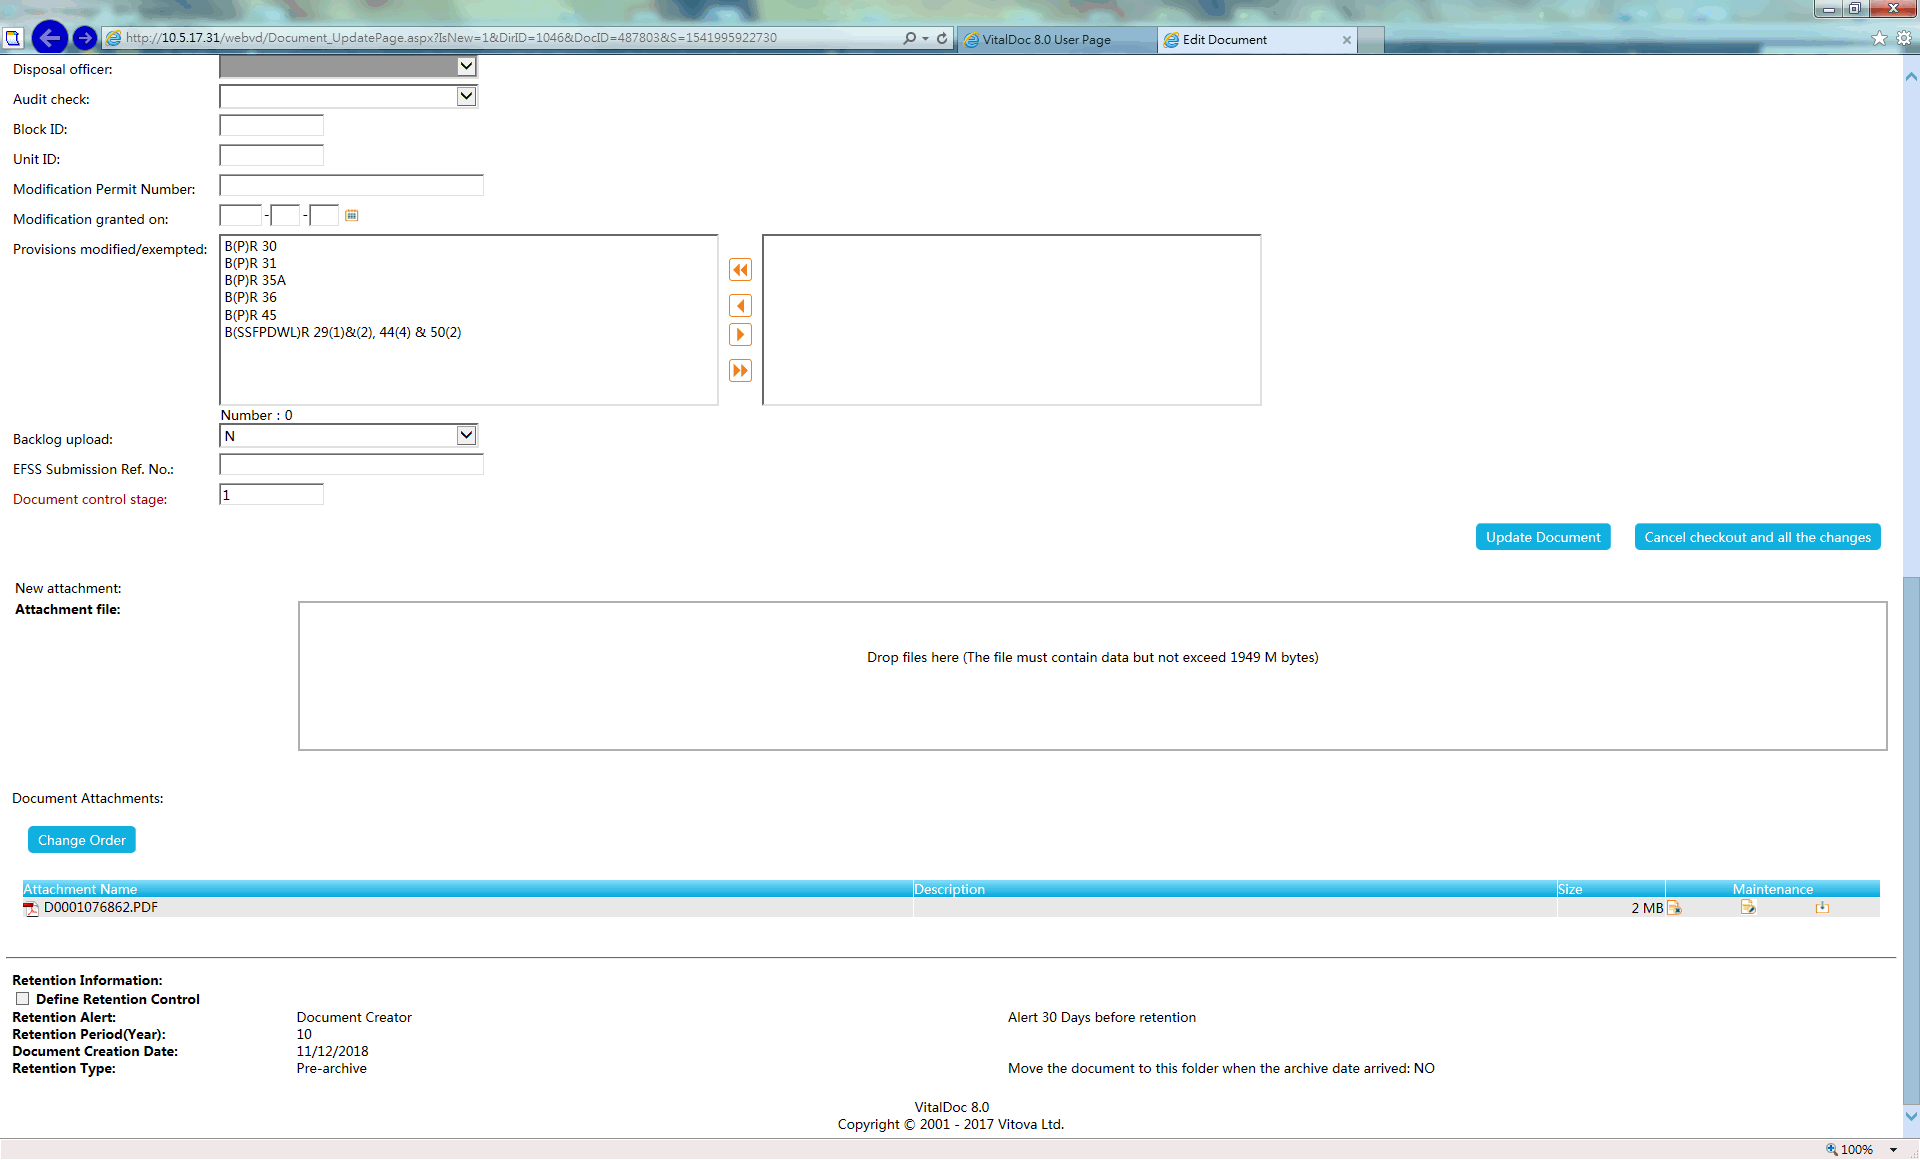 http://10.5.17.31/webvd/Document_UpdatePage.aspx?IsNew=1&DirID=1046&DocID=487803&S=1541995922730
VitalDoc 8.0 User Page
Edit Document
Disposal officer:
Audit check:
Block ID:
Unit ID:
Modification Permit Number:
Modification granted on: - -
Provisions modified/exempted:
B(P)R 30
B(P)R 31
B(P)R 35A
B(P)R 36
B(P)R 45
B(SSFPDWL)R 29(1)&(2), 44(4) & 50(2)
Number : 0
Backlog upload: N
EFSS Submission Ref. No.:
Document control stage: 1
Update Document
Cancel checkout and all the changes
New attachment:
Attachment file:
Drop files here (The file must contain data but not exceed 1949 M bytes)
Document Attachments:
Change Order
Attachment Name Description Size Maintenance
D0001076862.PDF 2 MB
Retention Information:
Define Retention Control
Retention Alert: Document Creator Alert 30 Days before retention
Retention Period(Year): 10
Document Creation Date: 11/12/2018
Retention Type: Pre-archive Move the document to this folder when the archive date arrived: NO
VitalDoc 8.0
Copyright © 2001 - 2017 Vitova Ltd.
100%